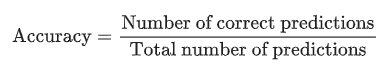 Accuracy = Number of correct predictions
Total number of predictions